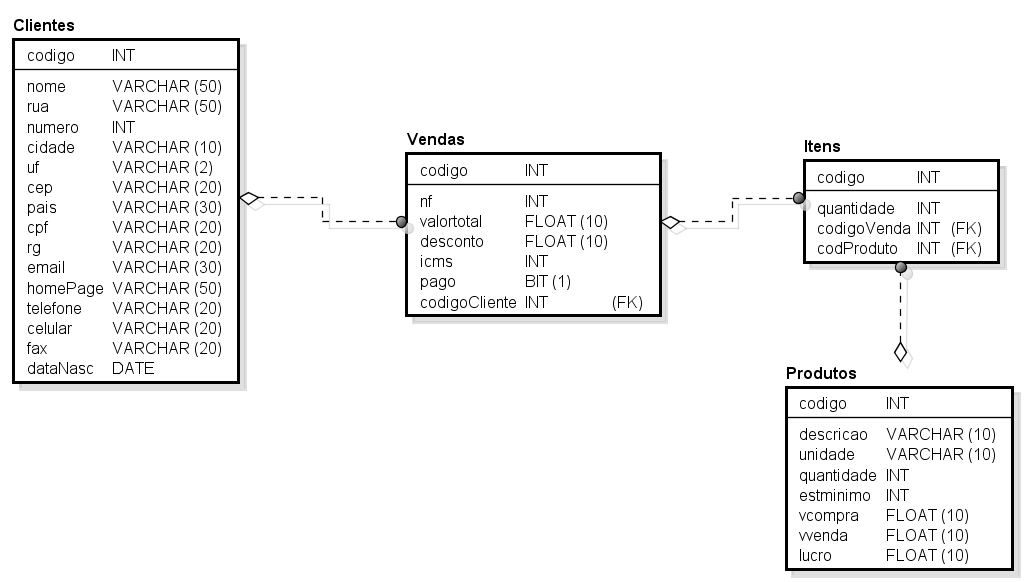 Clientes
codigo INT
nome VARCHAR (50)
rua VARCHAR (50)
numero INT
cidade VARCHAR (10)
uf VARCHAR (2)
cep VARCHAR (20)
pais VARCHAR (30)
cpf VARCHAR (20)
rg VARCHAR (20)
email VARCHAR (30)
homePage VARCHAR (50)
telefone VARCHAR (20)
celular VARCHAR (20)
fax VARCHAR (20)
dataNasc DATE
Vendas
codigo INT
nf INT
valortotal FLOAT (10)
desconto FLOAT (10)
icms INT
pago BIT (1)
codigoCliente INT (FK)
Itens
codigo INT
quantidade INT
codigoVenda INT (FK)
codProduto INT (FK)
Produtos
codigo INT
descricao VARCHAR (10)
unidade VARCHAR (10)
quantidade INT
estminimo INT
vcompra FLOAT (10)
vvenda FLOAT (10)
lucro FLOAT (10)